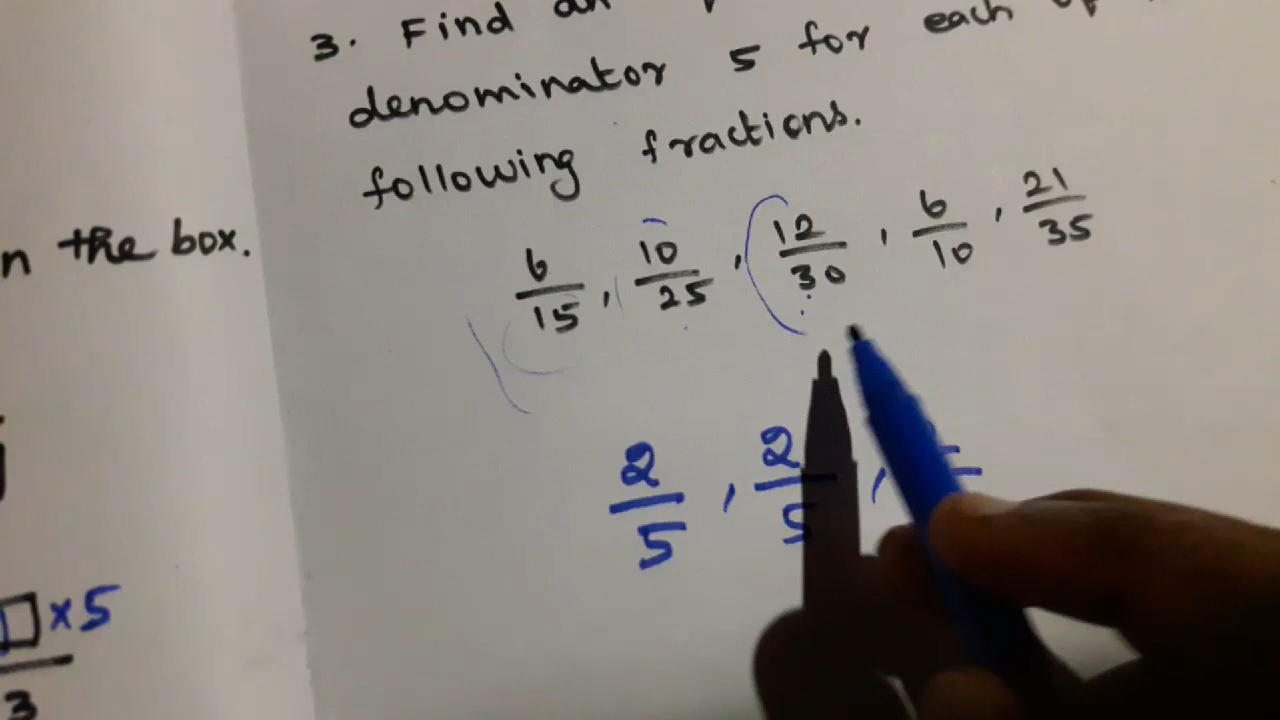 3. Find an
denominator 5 for each
following fractions.
6/15, 10/25, 12/30, 6/10, 21/35
2/5, 2/5,
n the box.
□ × 5
3